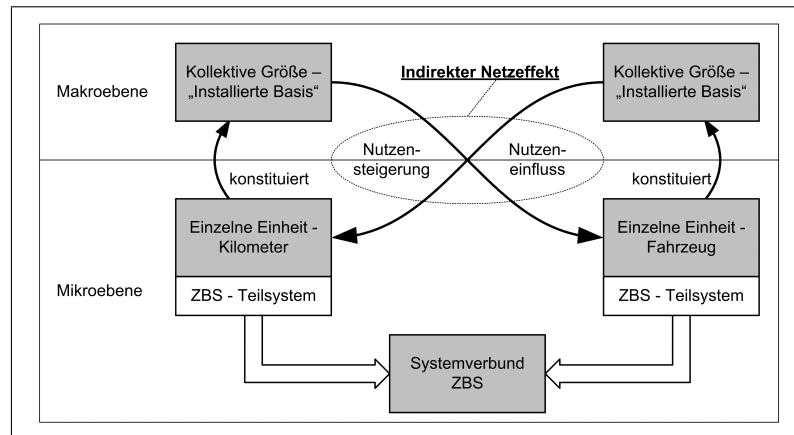 Kollektive Größe –
„Installierte Basis“
Indirekter Netzeffekt
Kollektive Größe –
„Installierte Basis“
Makroebene
Nutzen-
steigerung
Nutzen-
einfluss
konstituiert
konstituiert
Einzelne Einheit -
Kilometer
Einzelne Einheit -
Fahrzeug
Mikroebene
ZBS - Teilsystem
ZBS - Teilsystem
Systemverbund
ZBS